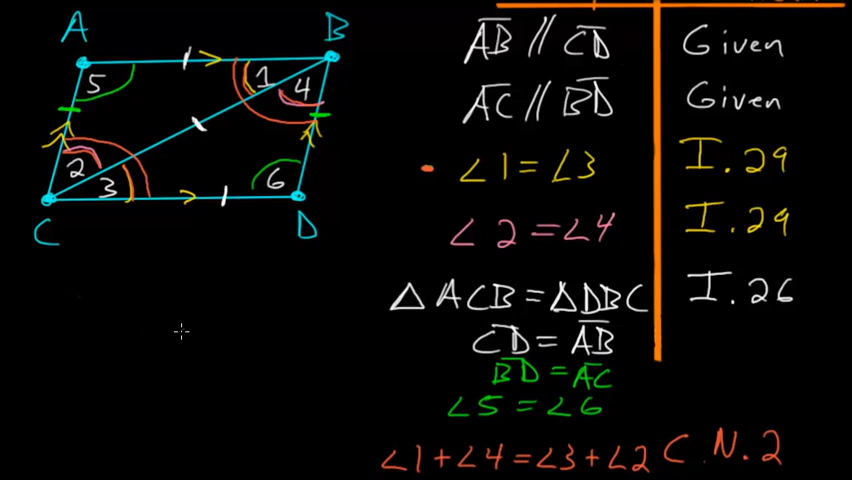 A
B
5
1
4
2
3
6
C
D
AB // CD Given
AC // BD Given
∠1 = ∠3 I.29
∠2 = ∠4 I.29
△ACB = △DBC I.26
CD = AB
BD = AC
∠5 = ∠6
∠1 + ∠4 = ∠3 + ∠2 C.N.2